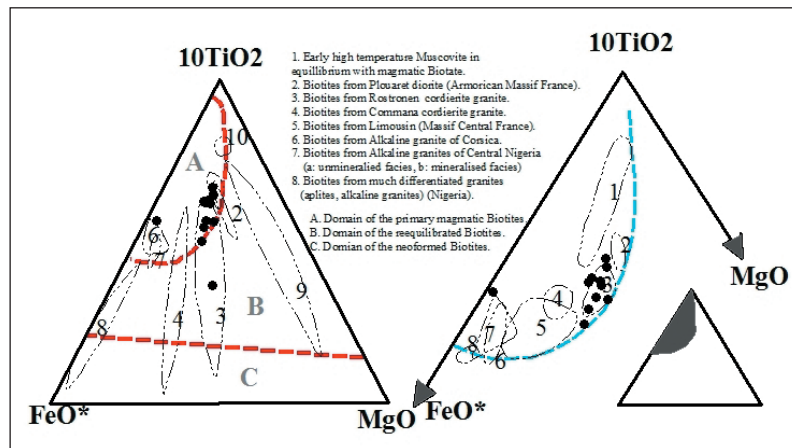 10TiO2
1. Early high temperature Muscovite in
equillibrium with magmatic Biotate.
2. Biotites from Plouaret diorite (Armorican Massif France).
3. Biotites from Rostronen cordierite granite.
4. Biotites from Commana cordierite granite.
5. Biotites from Limousin (Massif Central France).
6. Biotites from Alkaline granite of Corsica.
7. Biotites from Alkaline granites of Central Nigeria
(a: unmineralied facies, b: mineralised facies)
8. Biotites from much differentiated granites
(aplites, alkaline granites) (Nigeria).
A. Domain of the primary magmatic Biotites.
B. Domain of the reequilibrated Biotites.
C. Domian of the neoformed Biotites.
10
A
2
6
7
9
8
4
3
B
C
FeO*
MgO
10TiO2
1
2
3
4
5
7
8
6
MgO
FeO*